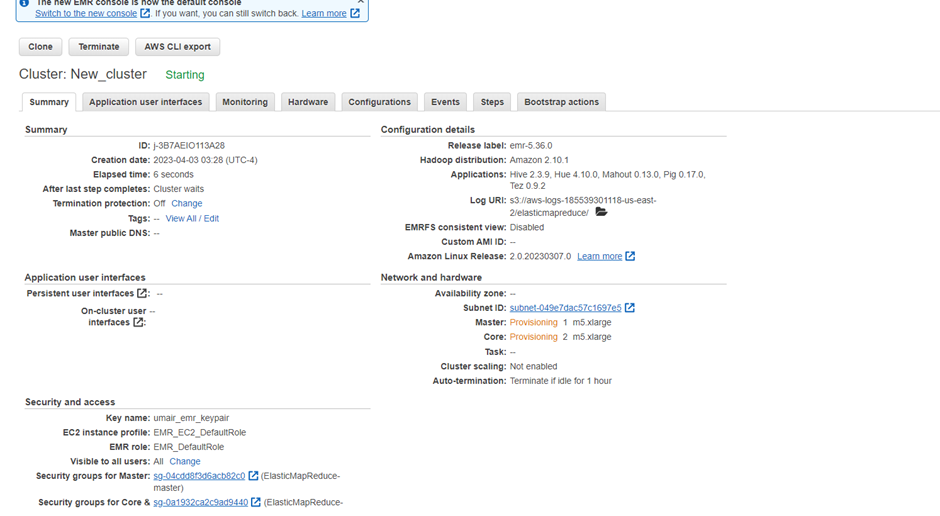 The new EMR console is now the default console
Switch to the new console. If you want, you can still switch back. Learn more
Clone Terminate AWS CLI export
Cluster: New_cluster Starting
Summary Application user interfaces Monitoring Hardware Configurations Events Steps Bootstrap actions
Summary
ID: j-3B7AEIO113A28
Creation date: 2023-04-03 03:28 (UTC-4)
Elapsed time: 6 seconds
After last step completes: Cluster waits
Termination protection: Off Change
Tags: -- View All / Edit
Master public DNS: --
Configuration details
Release label: emr-5.36.0
Hadoop distribution: Amazon 2.10.1
Applications: Hive 2.3.9, Hue 4.10.0, Mahout 0.13.0, Pig 0.17.0,
Tez 0.9.2
Log URI: s3://aws-logs-185539301118-us-east-
2/elasticmapreduce/
EMRFS consistent view: Disabled
Custom AMI ID: --
Amazon Linux Release: 2.0.20230307.0 Learn more
Application user interfaces
Persistent user interfaces : --
On-cluster user --
interfaces :
Network and hardware
Availability zone: --
Subnet ID: subnet-049e7dac57c1697e5
Master: Provisioning 1 m5.xlarge
Core: Provisioning 2 m5.xlarge
Task: --
Cluster scaling: Not enabled
Auto-termination: Terminate if idle for 1 hour
Security and access
Key name: umair_emr_keypair
EC2 instance profile: EMR_EC2_DefaultRole
EMR role: EMR_DefaultRole
Visible to all users: All Change
Security groups for Master: sg-04cdd8f3d6acb82c0 (ElasticMapReduce-
master)
Security groups for Core & sg-0a1932ca2c9ad9440 (ElasticMapReduce-